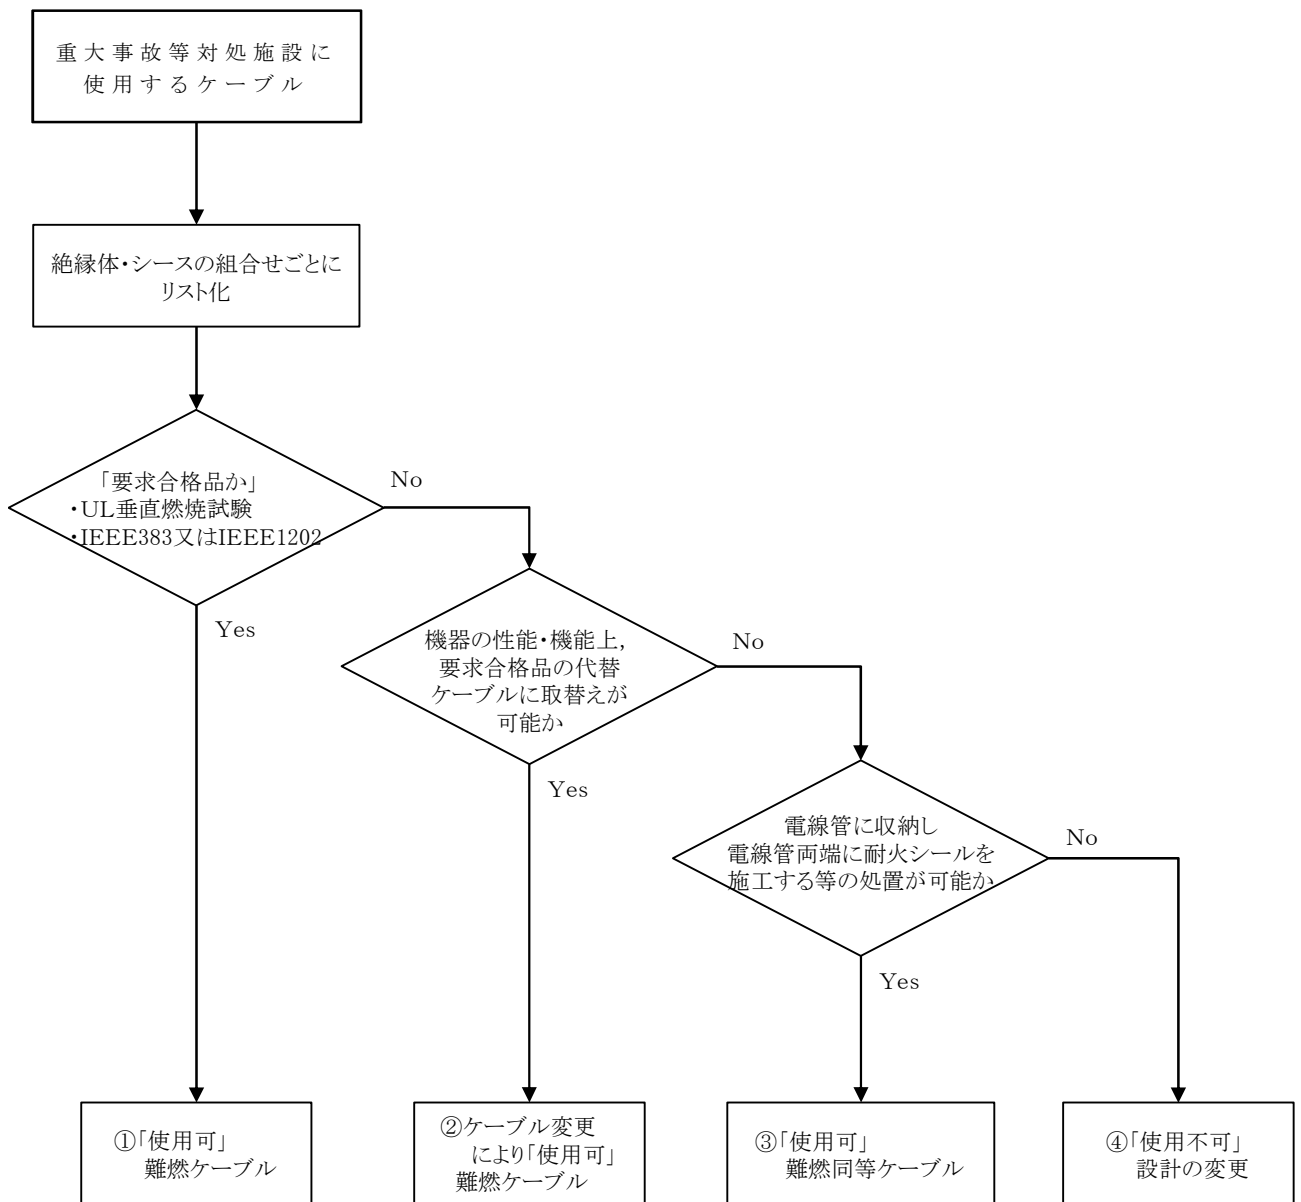 重大事故等対処施設に
使用するケーブル
絶縁体・シースの組合せごとに
リスト化
「要求合格品か」
・UL垂直燃焼試験
・IEEE383又はIEEE1202
No
Yes
機器の性能・機能上,
要求合格品の代替
ケーブルに取替えが
可能か
No
Yes
電線管に収納し
電線管両端に耐火シールを
施工する等の処置が可能か
No
Yes
①「使用可」
難燃ケーブル
②ケーブル変更
により「使用可」
難燃ケーブル
③「使用可」
難燃同等ケーブル
④「使用不可」
設計の変更